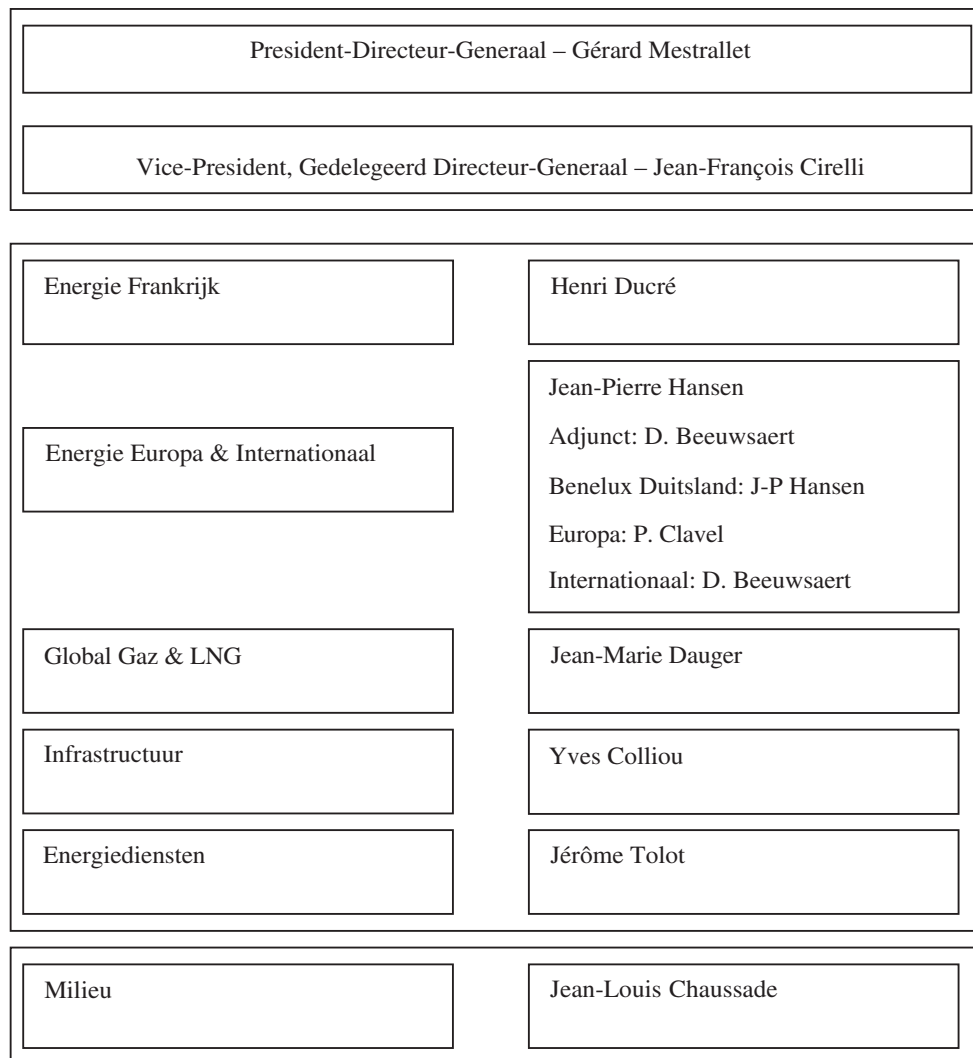 President-Directeur-Generaal – Gérard Mestrallet
Vice-President, Gedelegeerd Directeur-Generaal – Jean-François Cirelli
Energie Frankrijk
Henri Ducré
Energie Europa & Internationaal
Jean-Pierre Hansen
Adjunct: D. Beeuwsaert
Benelux Duitsland: J-P Hansen
Europa: P. Clavel
Internationaal: D. Beeuwsaert
Global Gaz & LNG
Jean-Marie Dauger
Infrastructuur
Yves Colliou
Energiediensten
Jérôme Tolot
Milieu
Jean-Louis Chaussade